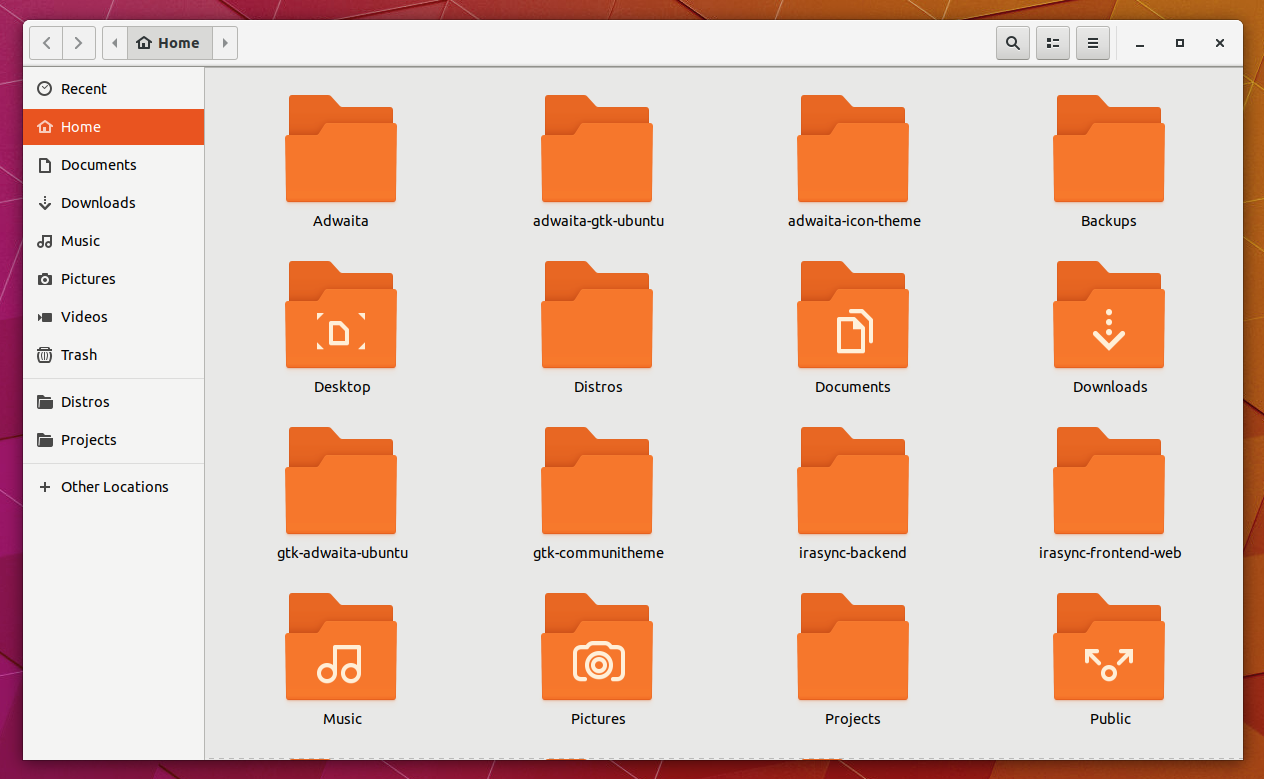 Home
Recent
Home
Documents
Downloads
Music
Pictures
Videos
Trash
Distros
Projects
Other Locations
Adwaita
adwaita-gtk-ubuntu
adwaita-icon-theme
Backups
Desktop
Distros
Documents
Downloads
gtk-adwaita-ubuntu
gtk-communitheme
irasync-backend
irasync-frontend-web
Music
Pictures
Projects
Public